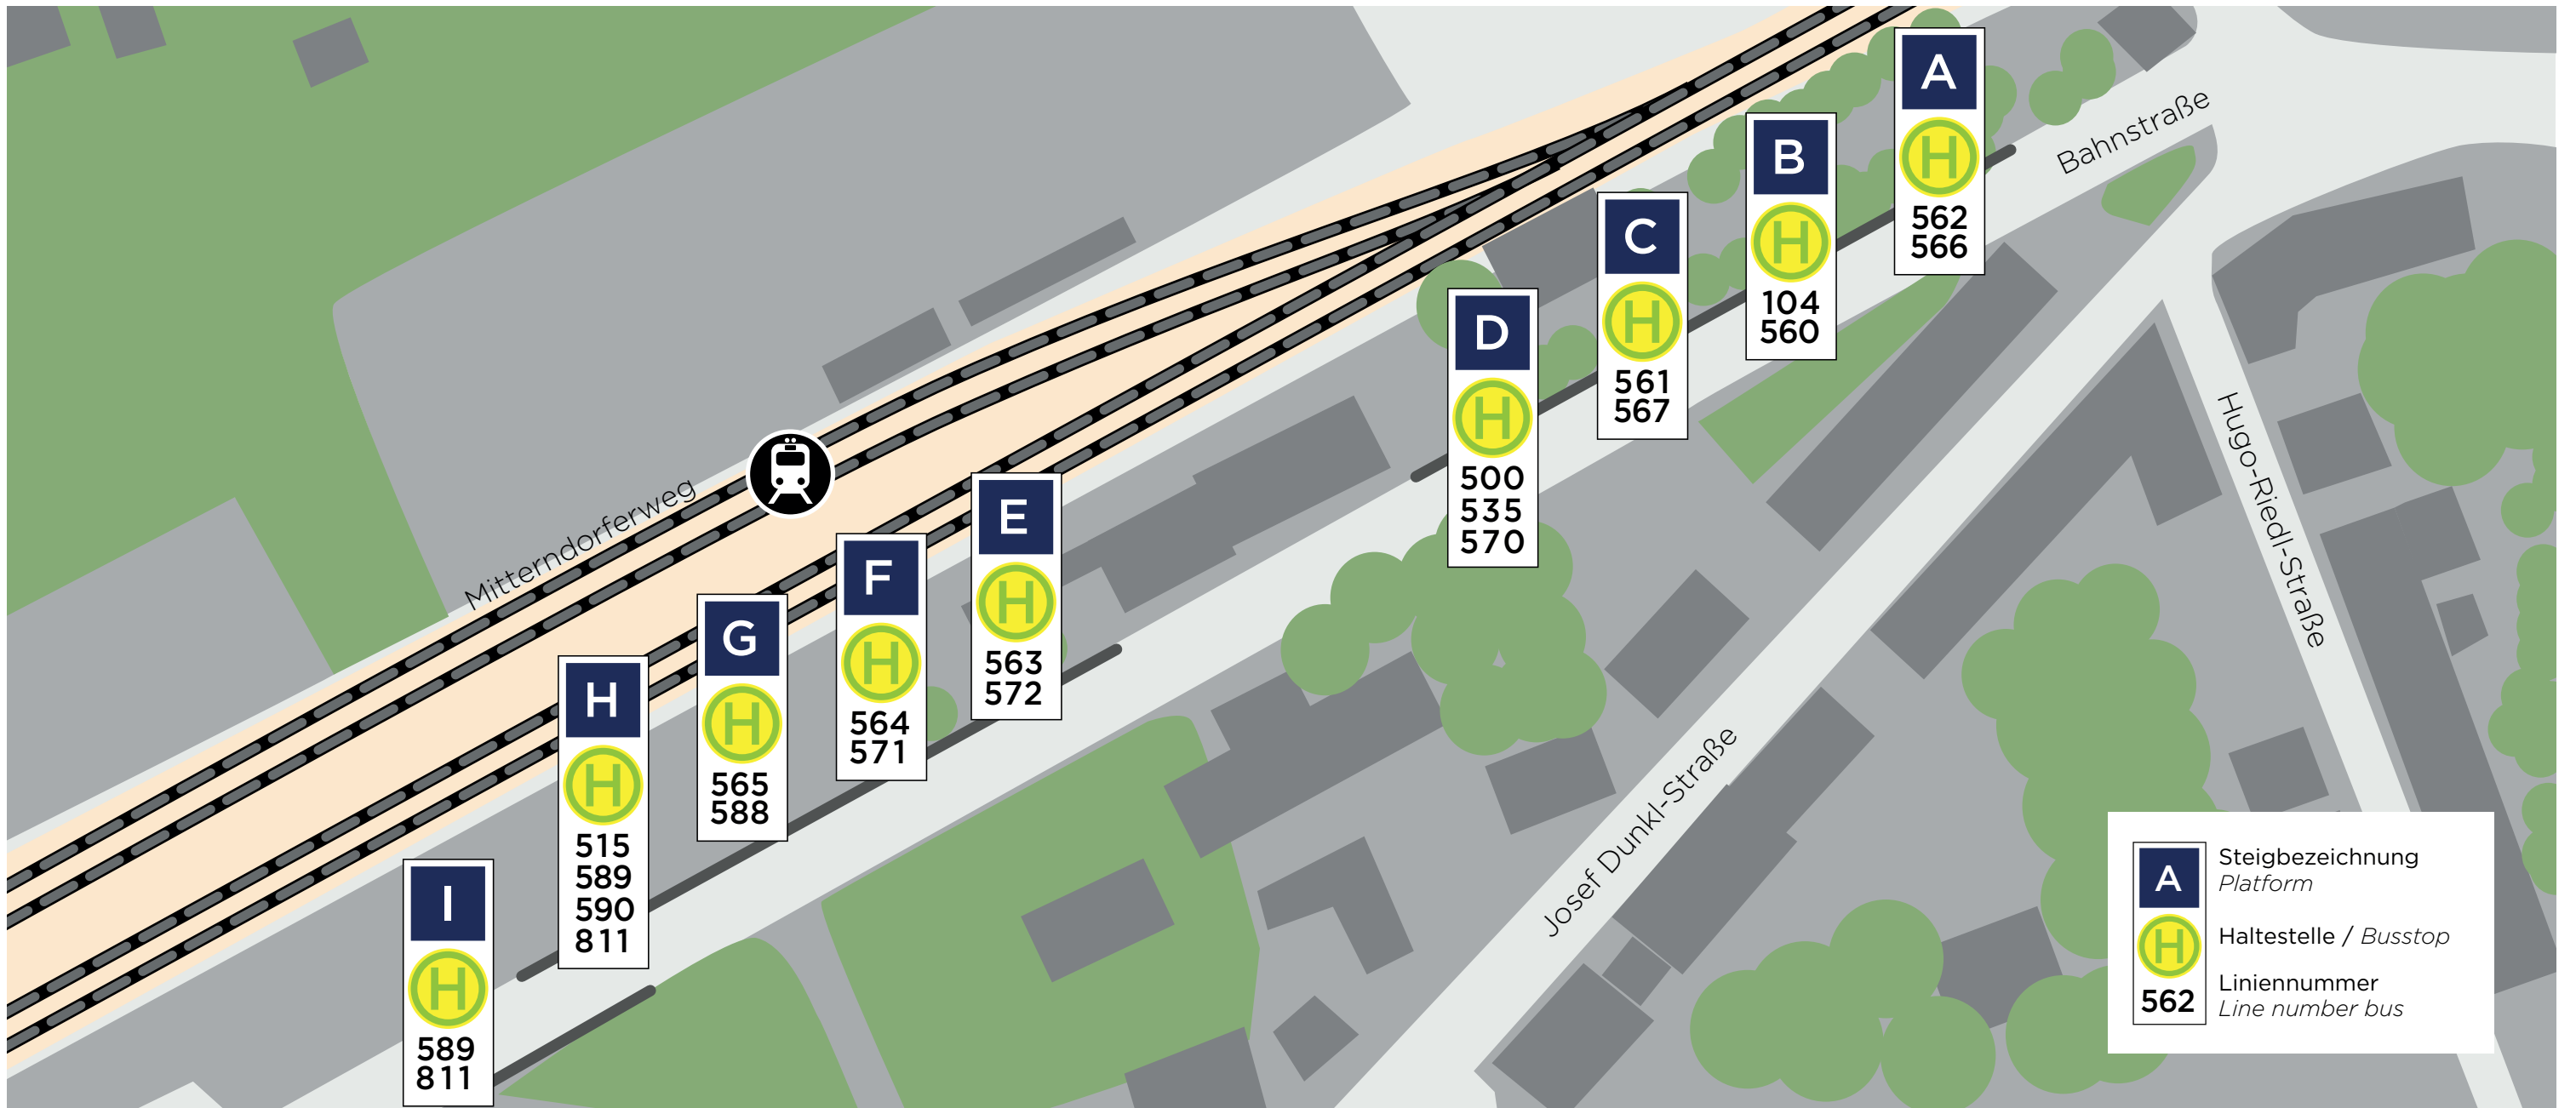 A
H
562
566
B
H
104
560
C
H
561
567
D
H
500
535
570
E
H
563
572
F
H
564
571
G
H
565
588
H
H
515
589
590
811
I
H
589
811
Bahnstraße
Mitterndorferweg
Hugo-Riedl-Straße
Josef Dunkl-Straße
A
Steigbezeichnung
Platform
H
Haltestelle / Busstop
562
Liniennummer
Line number bus